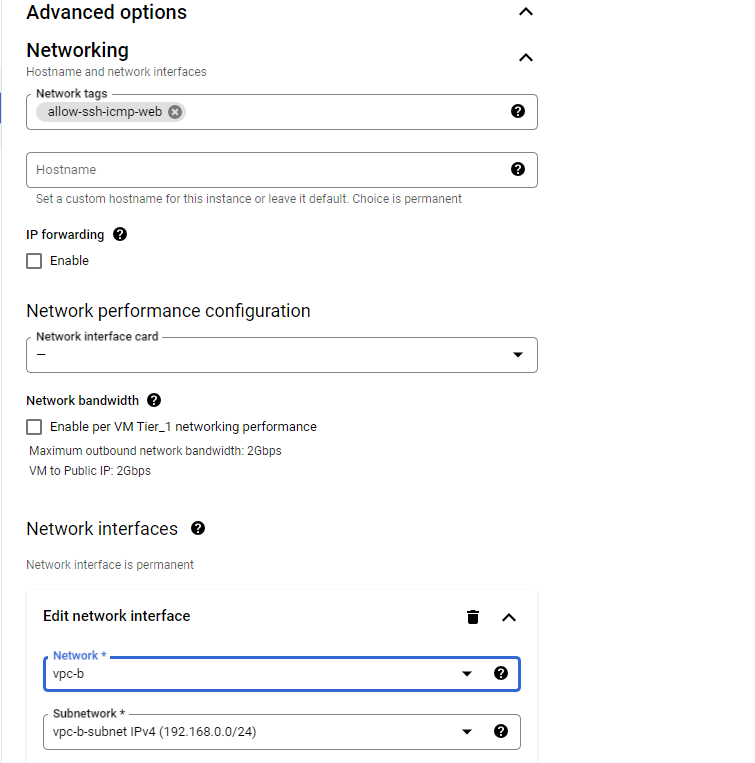 Advanced options
Networking
Hostname and network interfaces
Network tags
allow-ssh-icmp-web
Hostname
Set a custom hostname for this instance or leave it default. Choice is permanent
IP forwarding
Enable
Network performance configuration
Network interface card
—
Network bandwidth
Enable per VM Tier_1 networking performance
Maximum outbound network bandwidth: 2Gbps
VM to Public IP: 2Gbps
Network interfaces
Network interface is permanent
Edit network interface
Network *
vpc-b
Subnetwork *
vpc-b-subnet IPv4 (192.168.0.0/24)